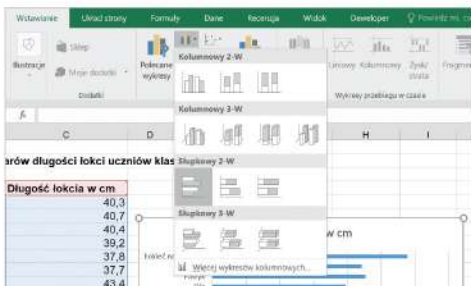 Wstawianie Układ strony Formuły Dane Recenzja Widok Deweloper Powiedz mi, co
Ilustracje
Sklep
Moje dodatki
Dodatki
Polecane wykresy
Liniowy Kolumnowy Zysk/strata
Wykresy przebiegu w czasie
Kolumnowy 2-W
Kolumnowy 3-W
Słupkowy 2-W
Słupkowy 3-W
Więcej wykresów kolumnowych...
fx
C D H I
arów długości łokci uczniów klas
Długość łokcia w cm
40,3
40,7
40,4
39,2
37,8
37,7
43,4
w cm